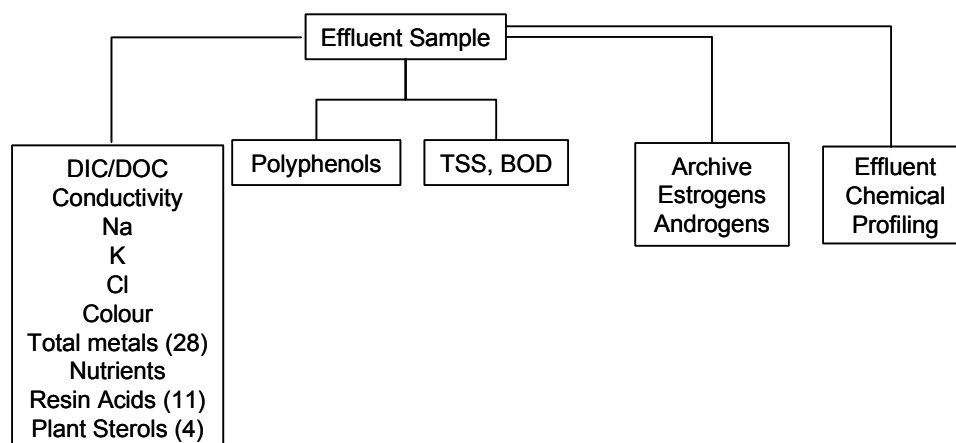 Effluent Sample
DIC/DOC
Conductivity
Na
K
Cl
Colour
Total metals (28)
Nutrients
Resin Acids (11)
Plant Sterols (4)
Polyphenols
TSS, BOD
Archive
Estrogens
Androgens
Effluent
Chemical
Profiling